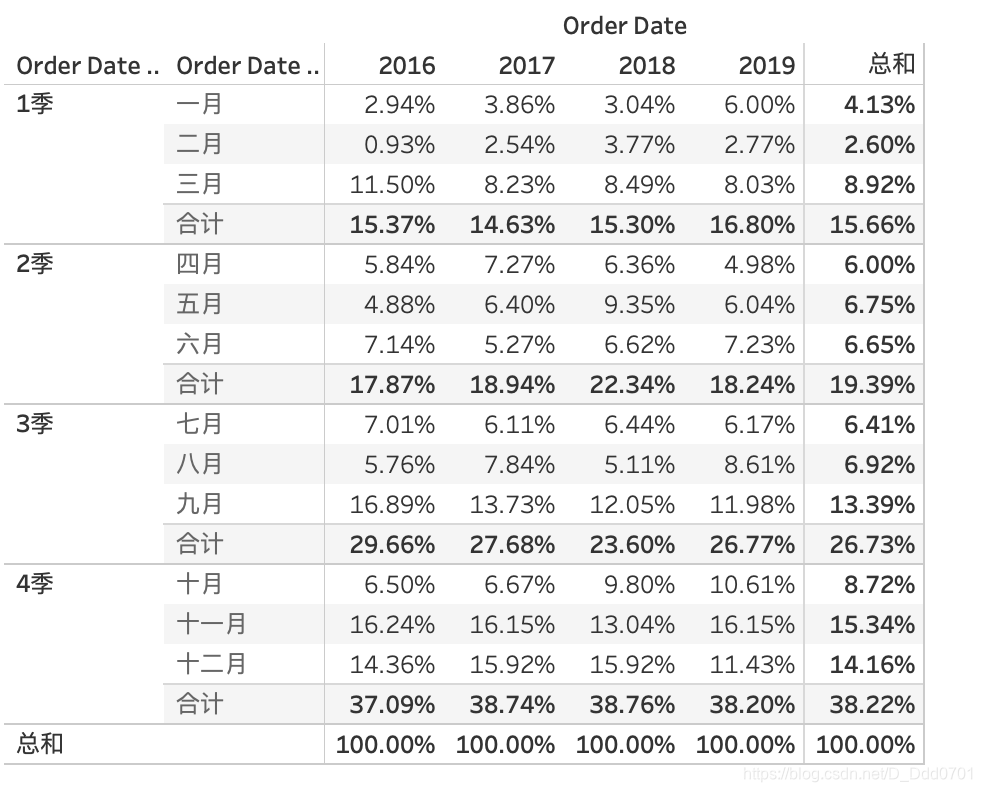 Order Date
Order Date .. Order Date .. 2016 2017 2018 2019 总和
1季 一月 2.94% 3.86% 3.04% 6.00% 4.13%
二月 0.93% 2.54% 3.77% 2.77% 2.60%
三月 11.50% 8.23% 8.49% 8.03% 8.92%
合计 15.37% 14.63% 15.30% 16.80% 15.66%
2季 四月 5.84% 7.27% 6.36% 4.98% 6.00%
五月 4.88% 6.40% 9.35% 6.04% 6.75%
六月 7.14% 5.27% 6.62% 7.23% 6.65%
合计 17.87% 18.94% 22.34% 18.24% 19.39%
3季 七月 7.01% 6.11% 6.44% 6.17% 6.41%
八月 5.76% 7.84% 5.11% 8.61% 6.92%
九月 16.89% 13.73% 12.05% 11.98% 13.39%
合计 29.66% 27.68% 23.60% 26.77% 26.73%
4季 十月 6.50% 6.67% 9.80% 10.61% 8.72%
十一月 16.24% 16.15% 13.04% 16.15% 15.34%
十二月 14.36% 15.92% 15.92% 11.43% 14.16%
合计 37.09% 38.74% 38.76% 38.20% 38.22%
总和 100.00% 100.00% 100.00% 100.00% 100.00%
https://blog.csdn.net/D_Ddd0701